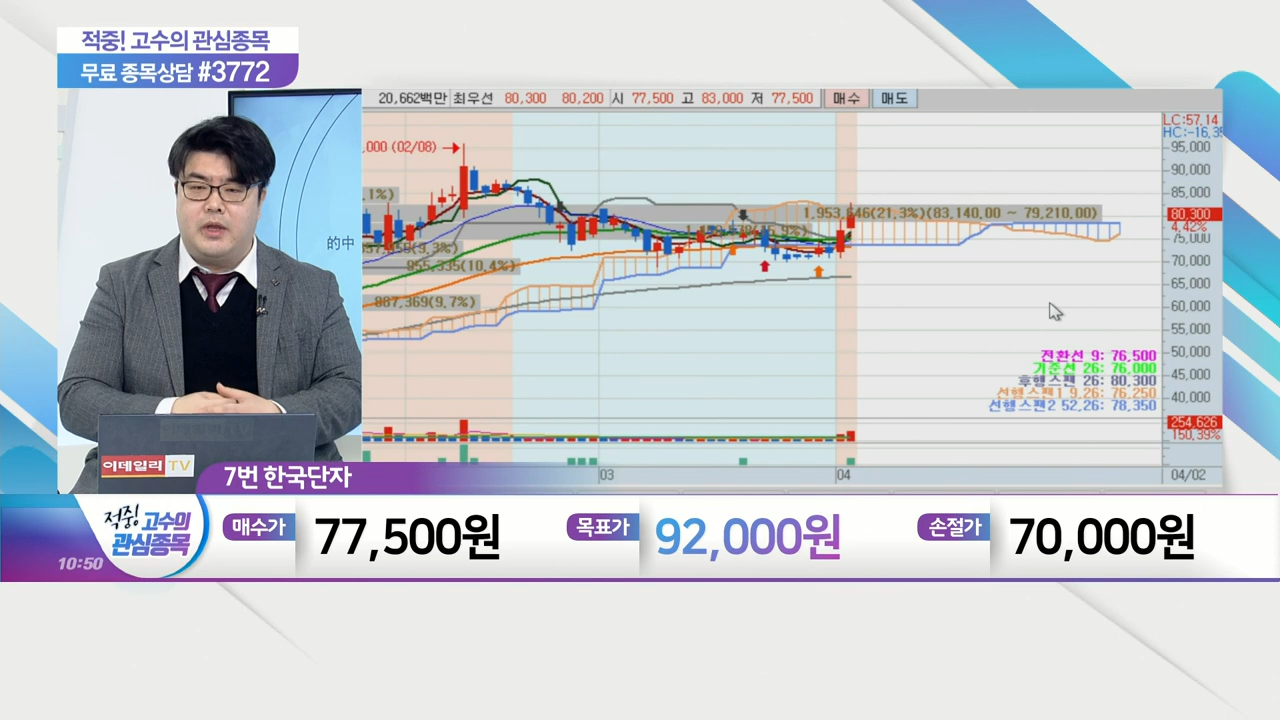 적중! 고수의 관심종목
무료 종목상담 #3772
20,662백만 최우선 80,300 80,200 시 77,500 고 83,000 저 77,500 매수 매도
LC:57.14
,000 (02/08)
95,000
90,000
85,000
1,953,646(21.3%)(83,140.00 ~ 79,210.00)
80,300
4.42%
75,000
的中
855,335(10.4%)
70,000
65,000
887,369(9.7%)
60,000
55,000
전환선 9: 76,500
50,000
기준선 26: 76,000
후행스팬 26: 80,300
45,000
선행스팬1 9,26: 76,250
40,000
선행스팬2 52,26: 78,350
254,626
150.39%
이데일리 TV
03
04
04/02
7번 한국단자
적중! 고수의 관심종목
매수가 77,500원
목표가 92,000원
손절가 70,000원
10:50